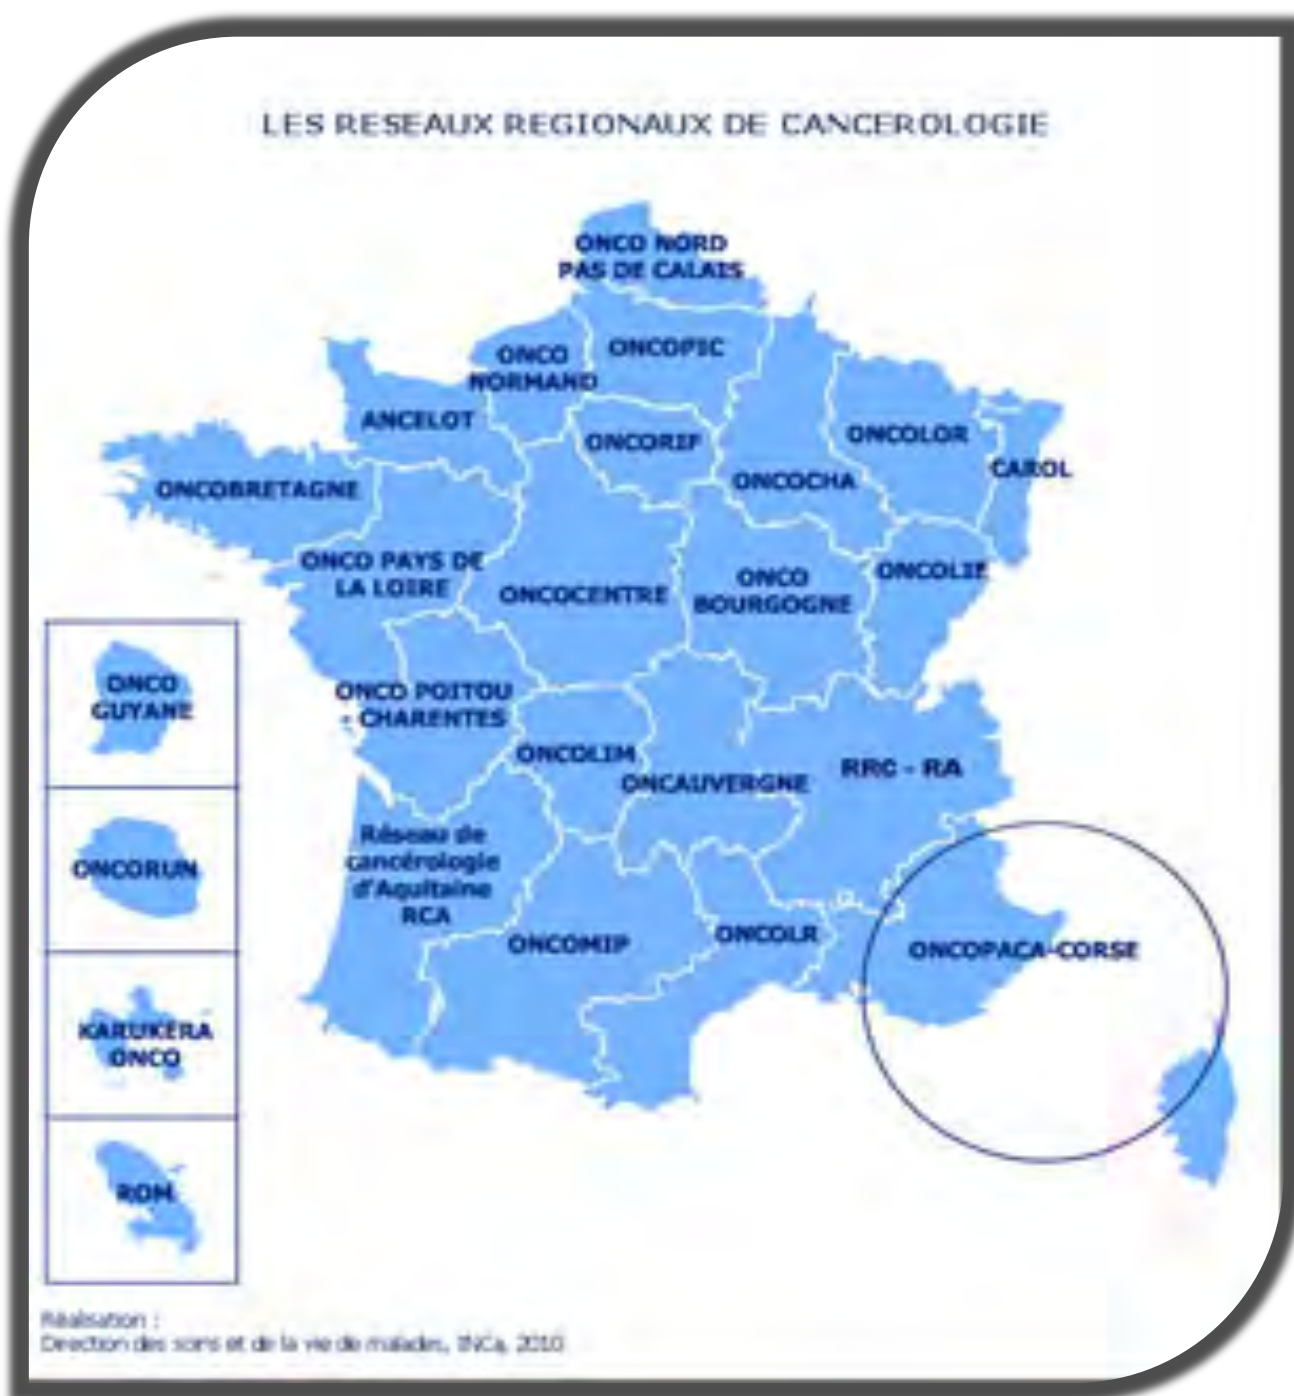 LES RESEAUX REGIONAUX DE CANCEROLOGIE
ONCO NORD
PAS DE CALAIS
ONCO
NORMAND
ONCOPIC
ANCELOT
ONCORIF
ONCOLOR
CAROL
ONCOCHA
ONCOBRETAGNE
ONCO PAYS DE
LA LOIRE
ONCOCENTRE
ONCO
BOURGOGNE
ONCOLIE
ONCO
GUYANE
ONCO POITOU
- CHARENTES
ONCOLIM
ONCAUVERGNE
RRC - RA
ONCORUN
Réseau de
cancérologie
d'Aquitaine
RCA
ONCOMIP
ONCOLR
ONCOPACA-CORSE
KARUKERA
ONCO
ROM
Réalisation :
Direction des soins et de la vie de malades, INCa, 2010